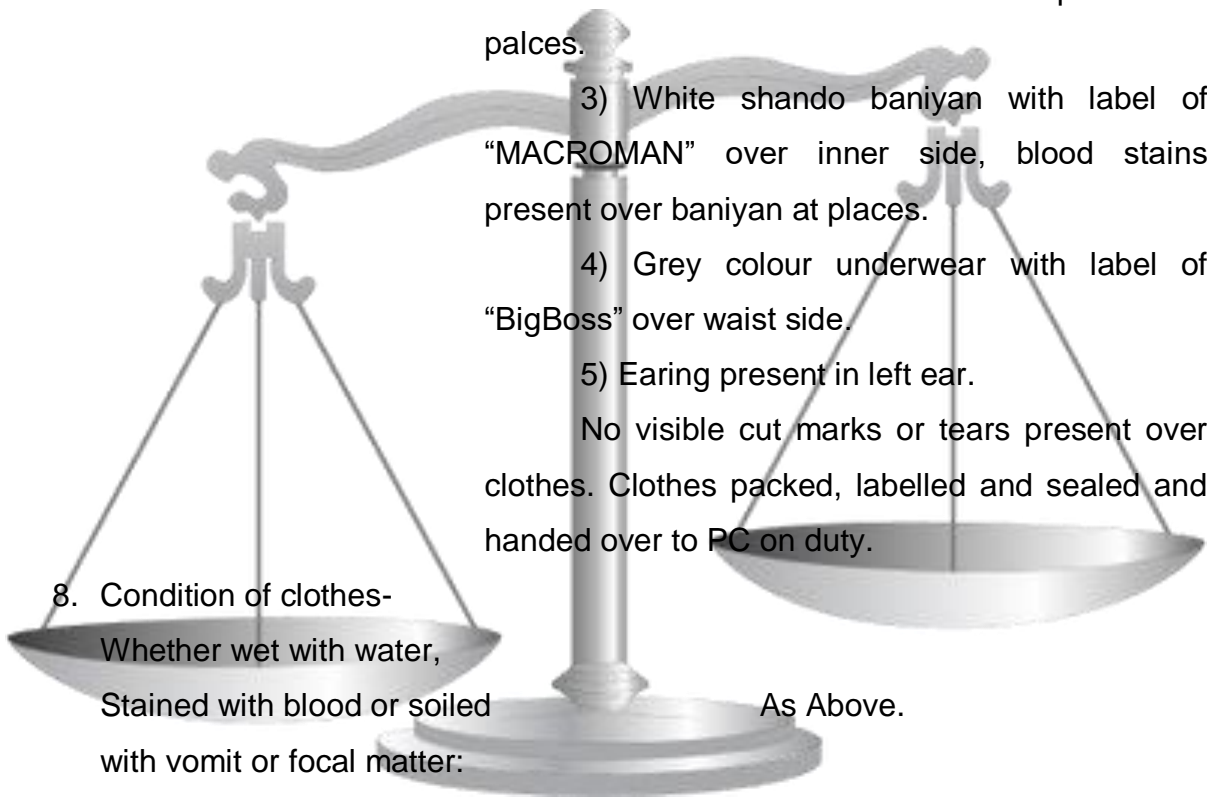 palces.
3) White shando baniyan with label of
“MACROMAN” over inner side, blood stains
present over baniyan at places.
4) Grey colour underwear with label of
“BigBoss” over waist side.
5) Earing present in left ear.
No visible cut marks or tears present over
clothes. Clothes packed, labelled and sealed and
handed over to PC on duty.
8. Condition of clothes-
Whether wet with water,
Stained with blood or soiled As Above.
with vomit or focal matter: